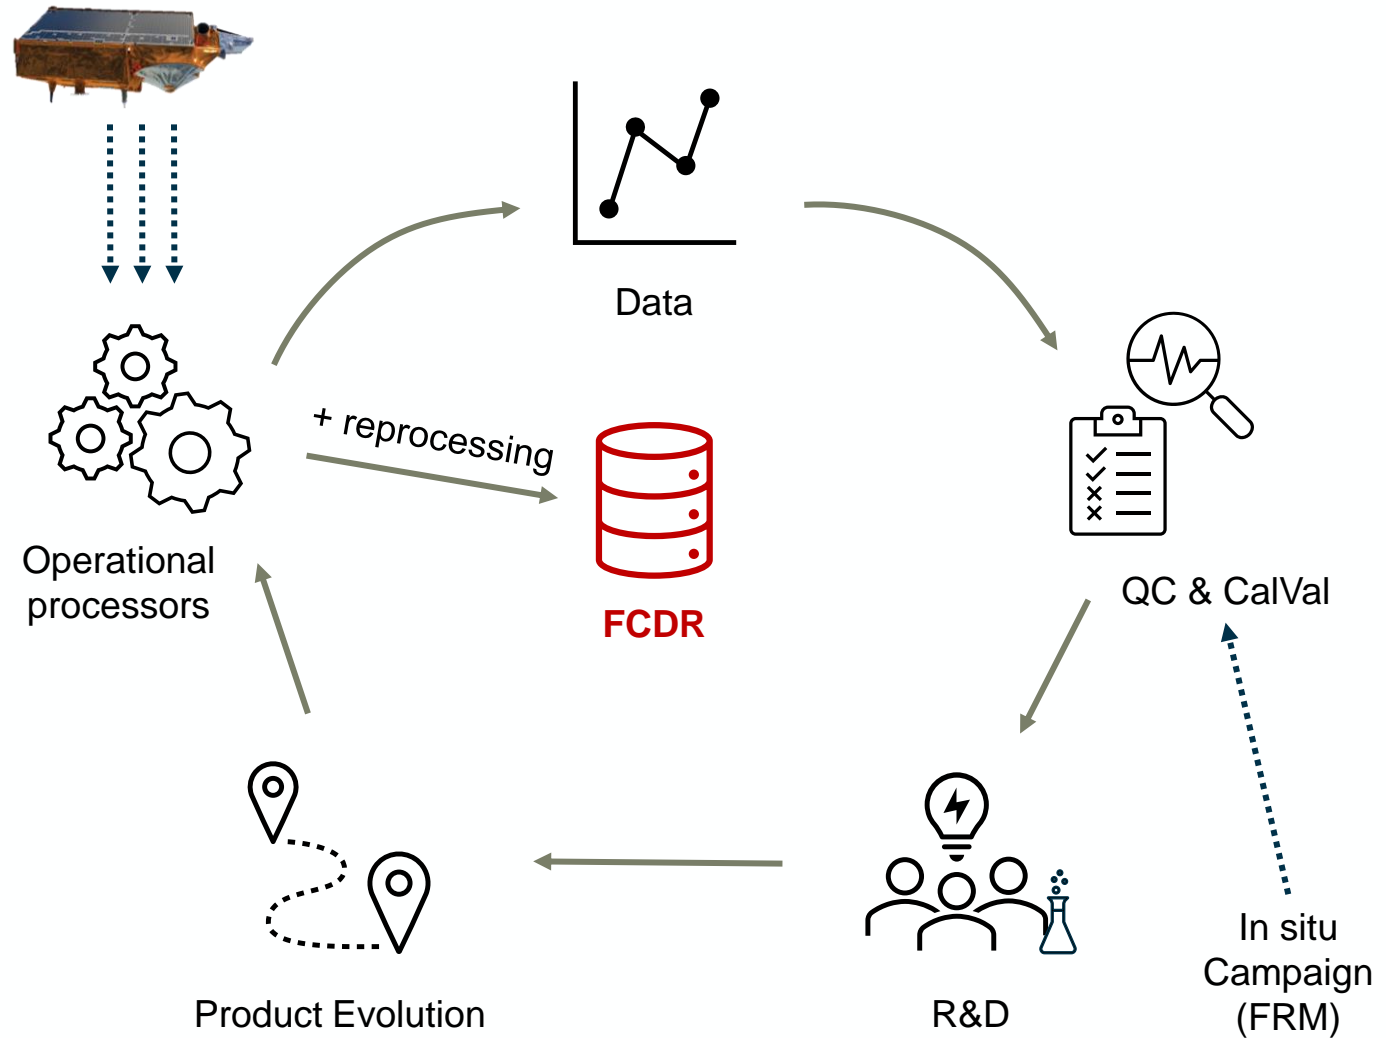 Data
+ reprocessing
Operational
processors
FCDR
QC & CalVal
In situ
Campaign
(FRM)
R&D
Product Evolution